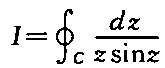 I=∮_C dz/(z sin z)